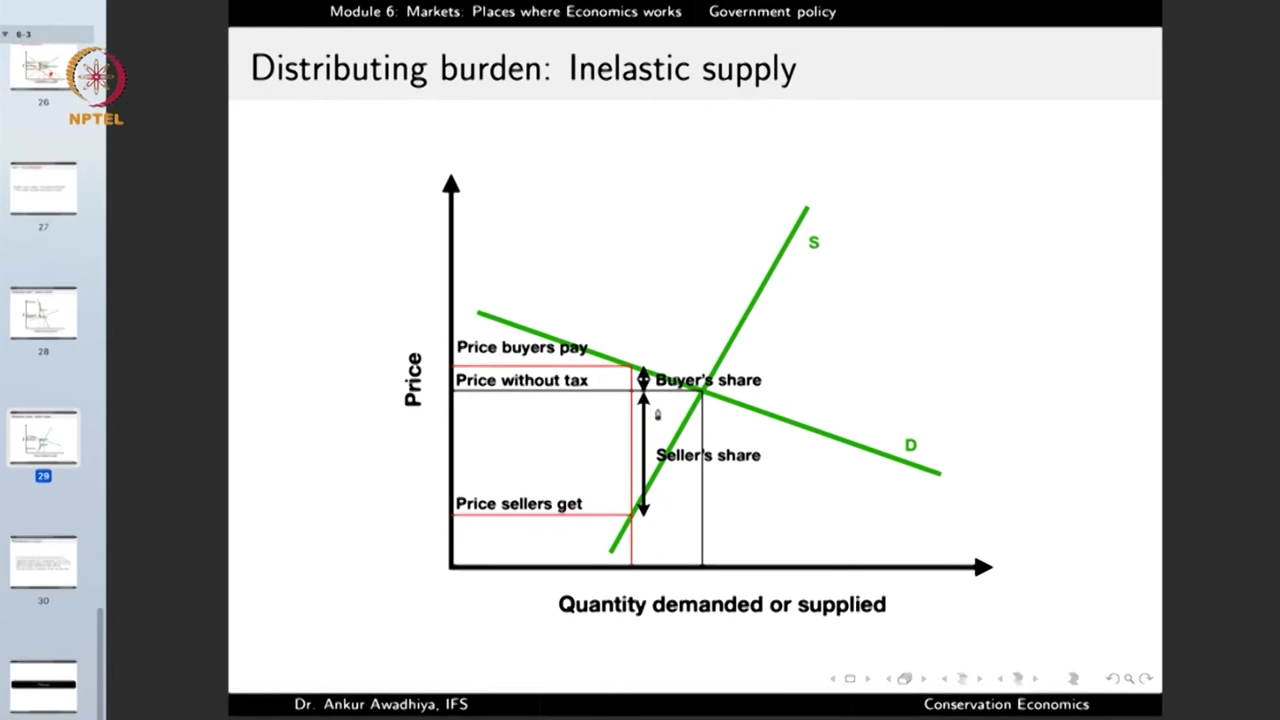 Module 6: Markets: Places where Economics works Government policy
6-3
Distributing burden: Inelastic supply
NPTEL
26
27
28
29
30
S
Price buyers pay
Price without tax
Buyer's share
D
Seller's share
Price sellers get
Price
Quantity demanded or supplied
Dr. Ankur Awadhiya, IFS
Conservation Economics